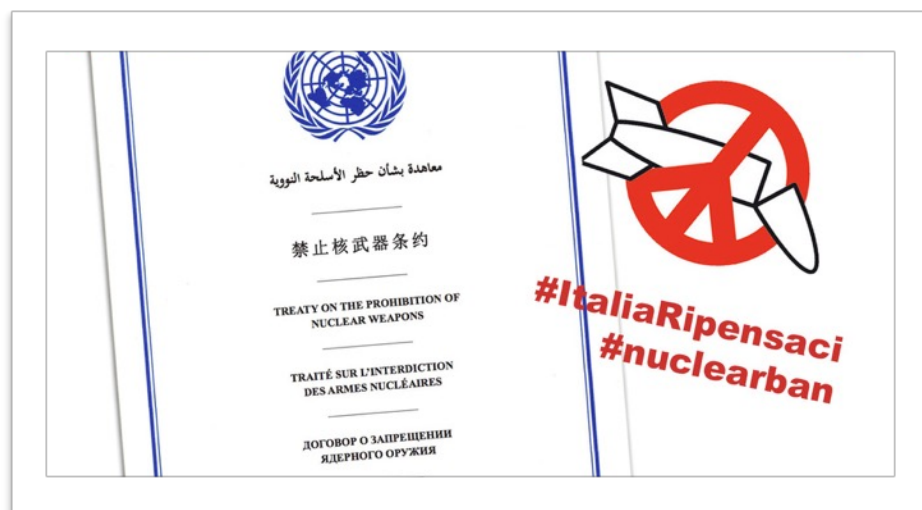 معاهدة بشأن حظر الأسلحة النووية
禁止核武器条约
TREATY ON THE PROHIBITION OF
NUCLEAR WEAPONS
TRAITÉ SUR L'INTERDICTION
DES ARMES NUCLÉAIRES
ДОГОВОР О ЗАПРЕЩЕНИИ
ЯДЕРНОГО ОРУЖИЯ
#ItaliaRipensaci
#nuclearban